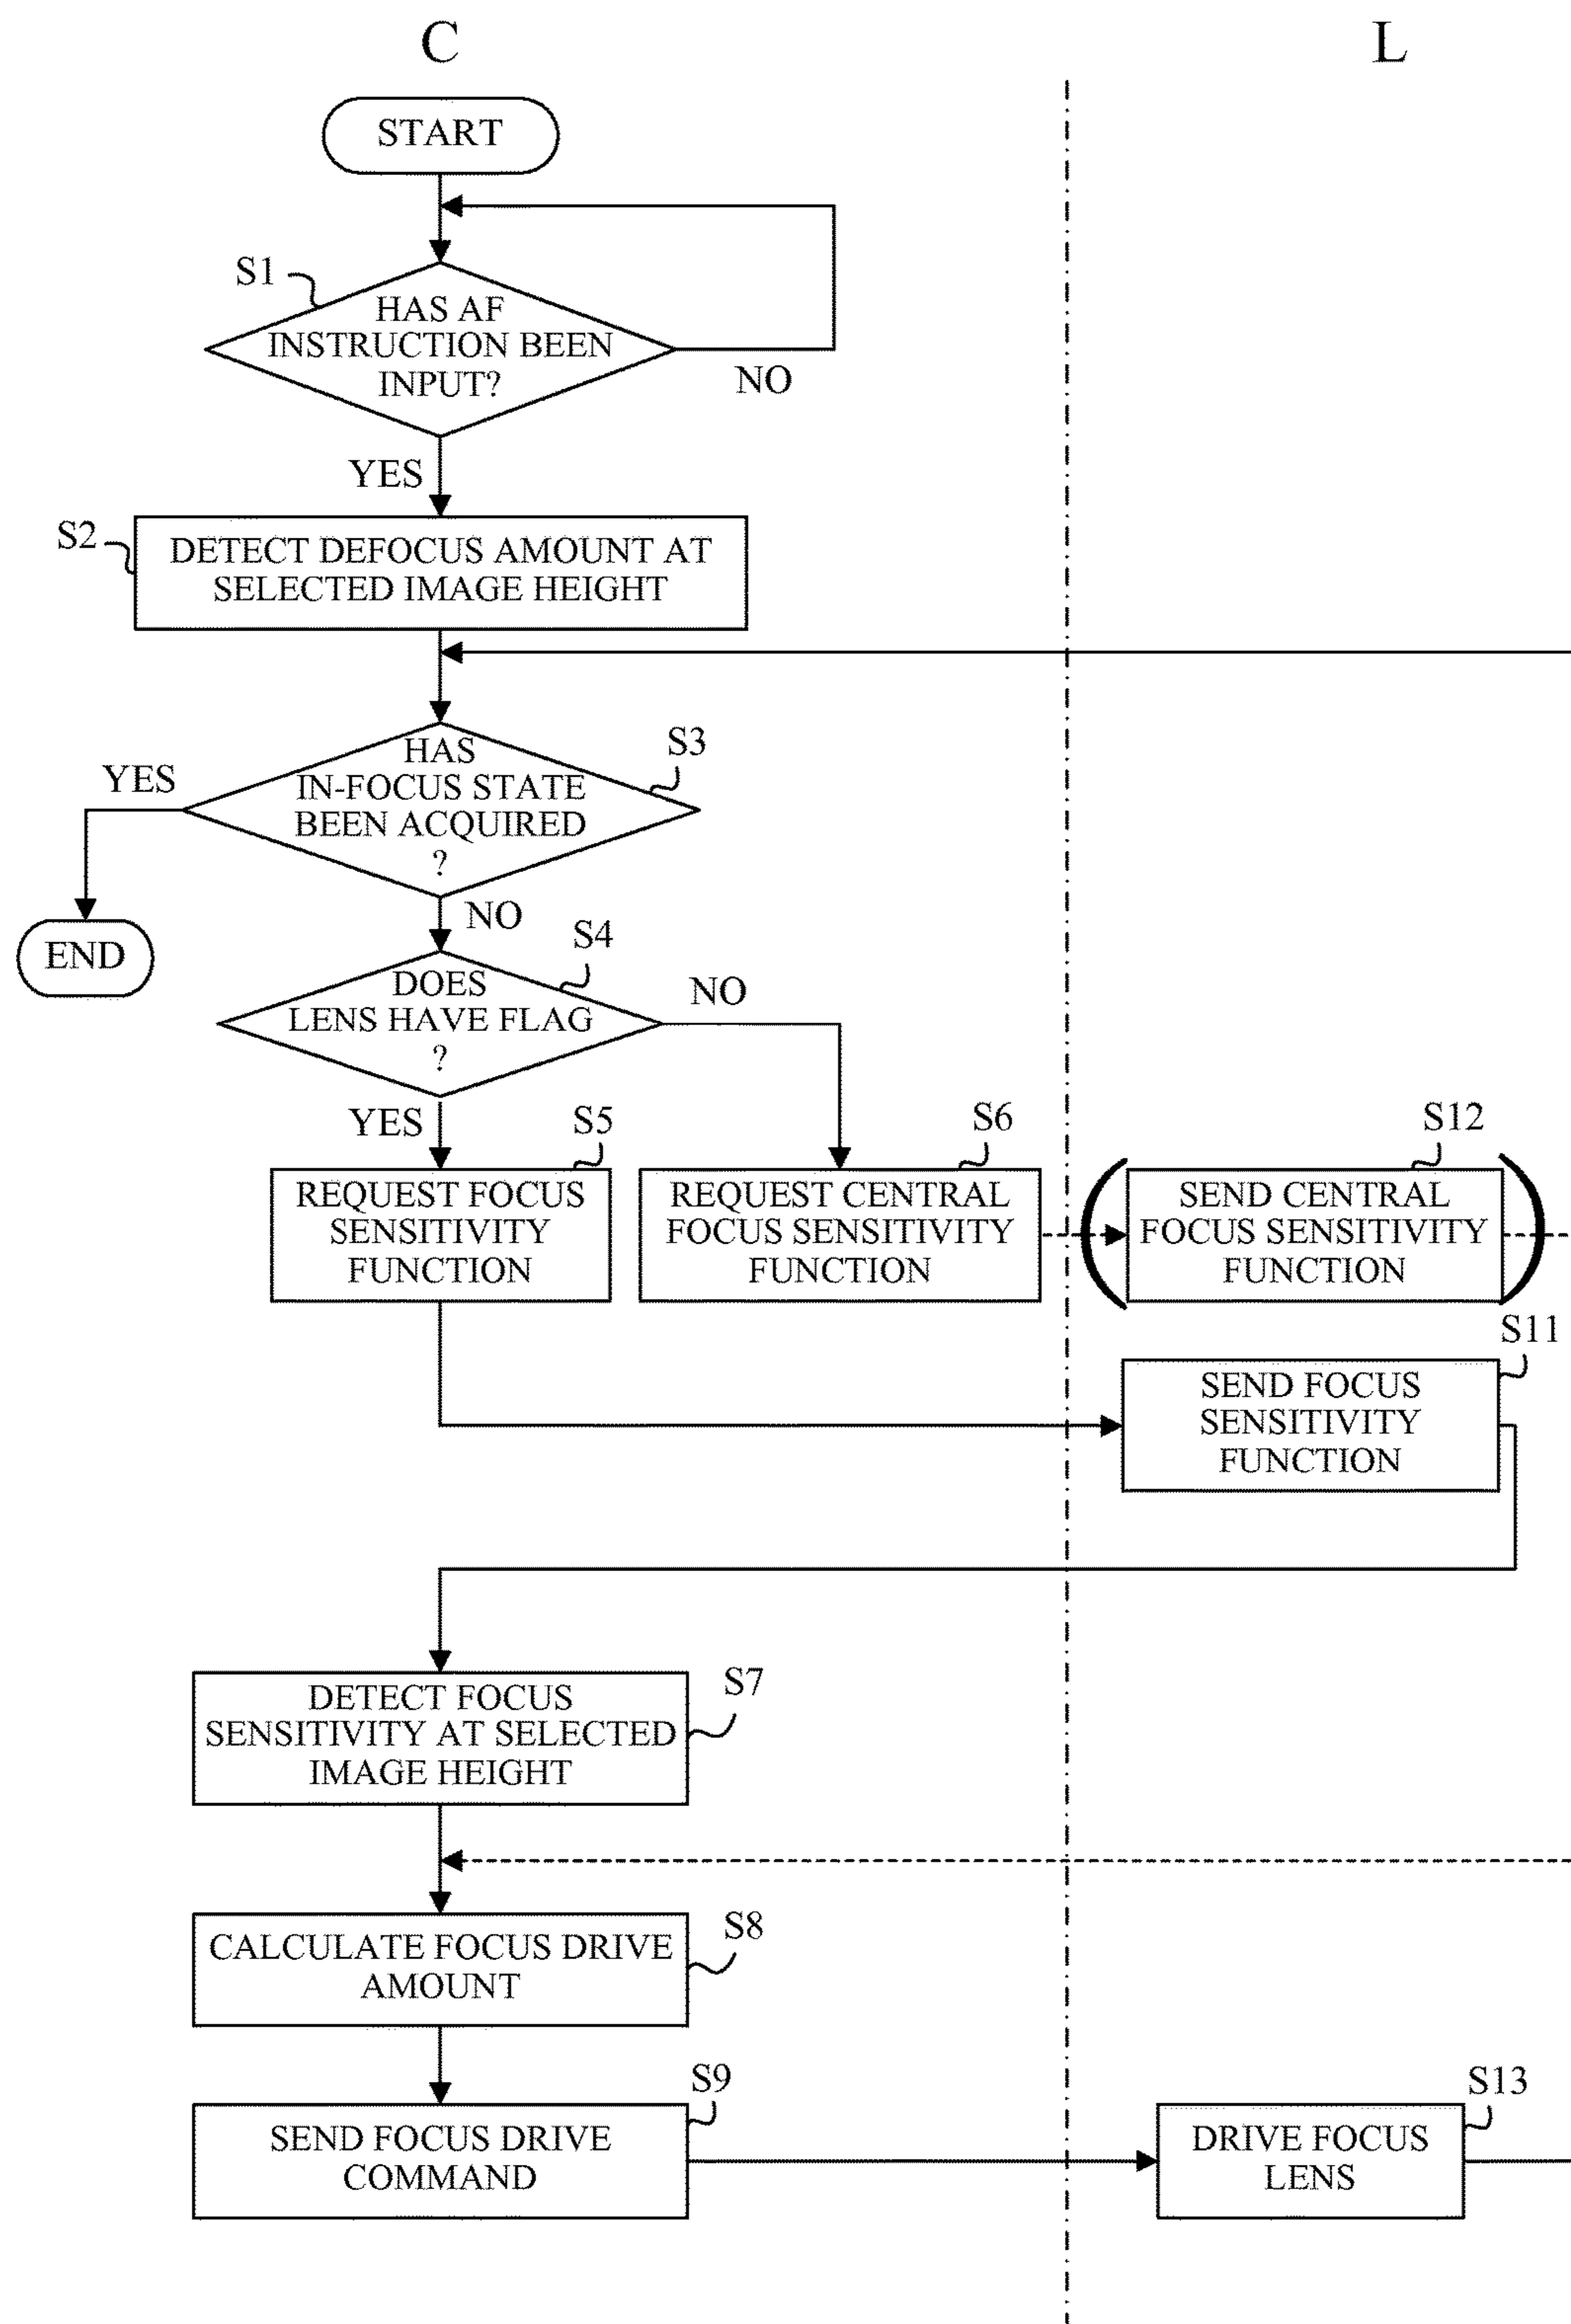 C
L
START
S1
HAS AF
INSTRUCTION BEEN
INPUT?
NO
YES
S2
DETECT DEFOCUS AMOUNT AT
SELECTED IMAGE HEIGHT
S3
HAS
IN-FOCUS STATE
BEEN ACQUIRED
?
YES
END
NO
S4
DOES
LENS HAVE FLAG
?
NO
YES
S5
REQUEST FOCUS
SENSITIVITY
FUNCTION
S6
REQUEST CENTRAL
FOCUS SENSITIVITY
FUNCTION
S12
SEND CENTRAL
FOCUS SENSITIVITY
FUNCTION
S11
SEND FOCUS
SENSITIVITY
FUNCTION
S7
DETECT FOCUS
SENSITIVITY AT SELECTED
IMAGE HEIGHT
S8
CALCULATE FOCUS DRIVE
AMOUNT
S9
SEND FOCUS DRIVE
COMMAND
S13
DRIVE FOCUS
LENS